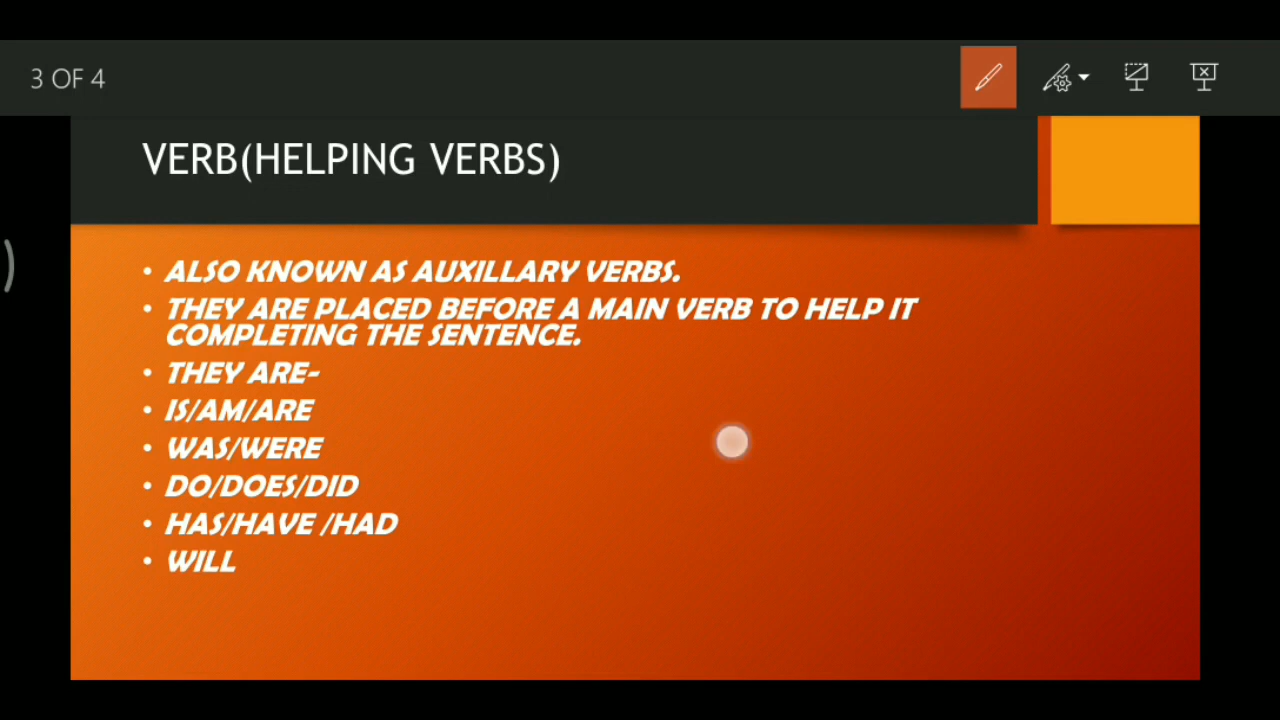 3 OF 4
VERB(HELPING VERBS)
• ALSO KNOWN AS AUXILLARY VERBS.
• THEY ARE PLACED BEFORE A MAIN VERB TO HELP IT
COMPLETING THE SENTENCE.
• THEY ARE-
• IS/AM/ARE
• WAS/WERE
• DO/DOES/DID
• HAS/HAVE /HAD
• WILL